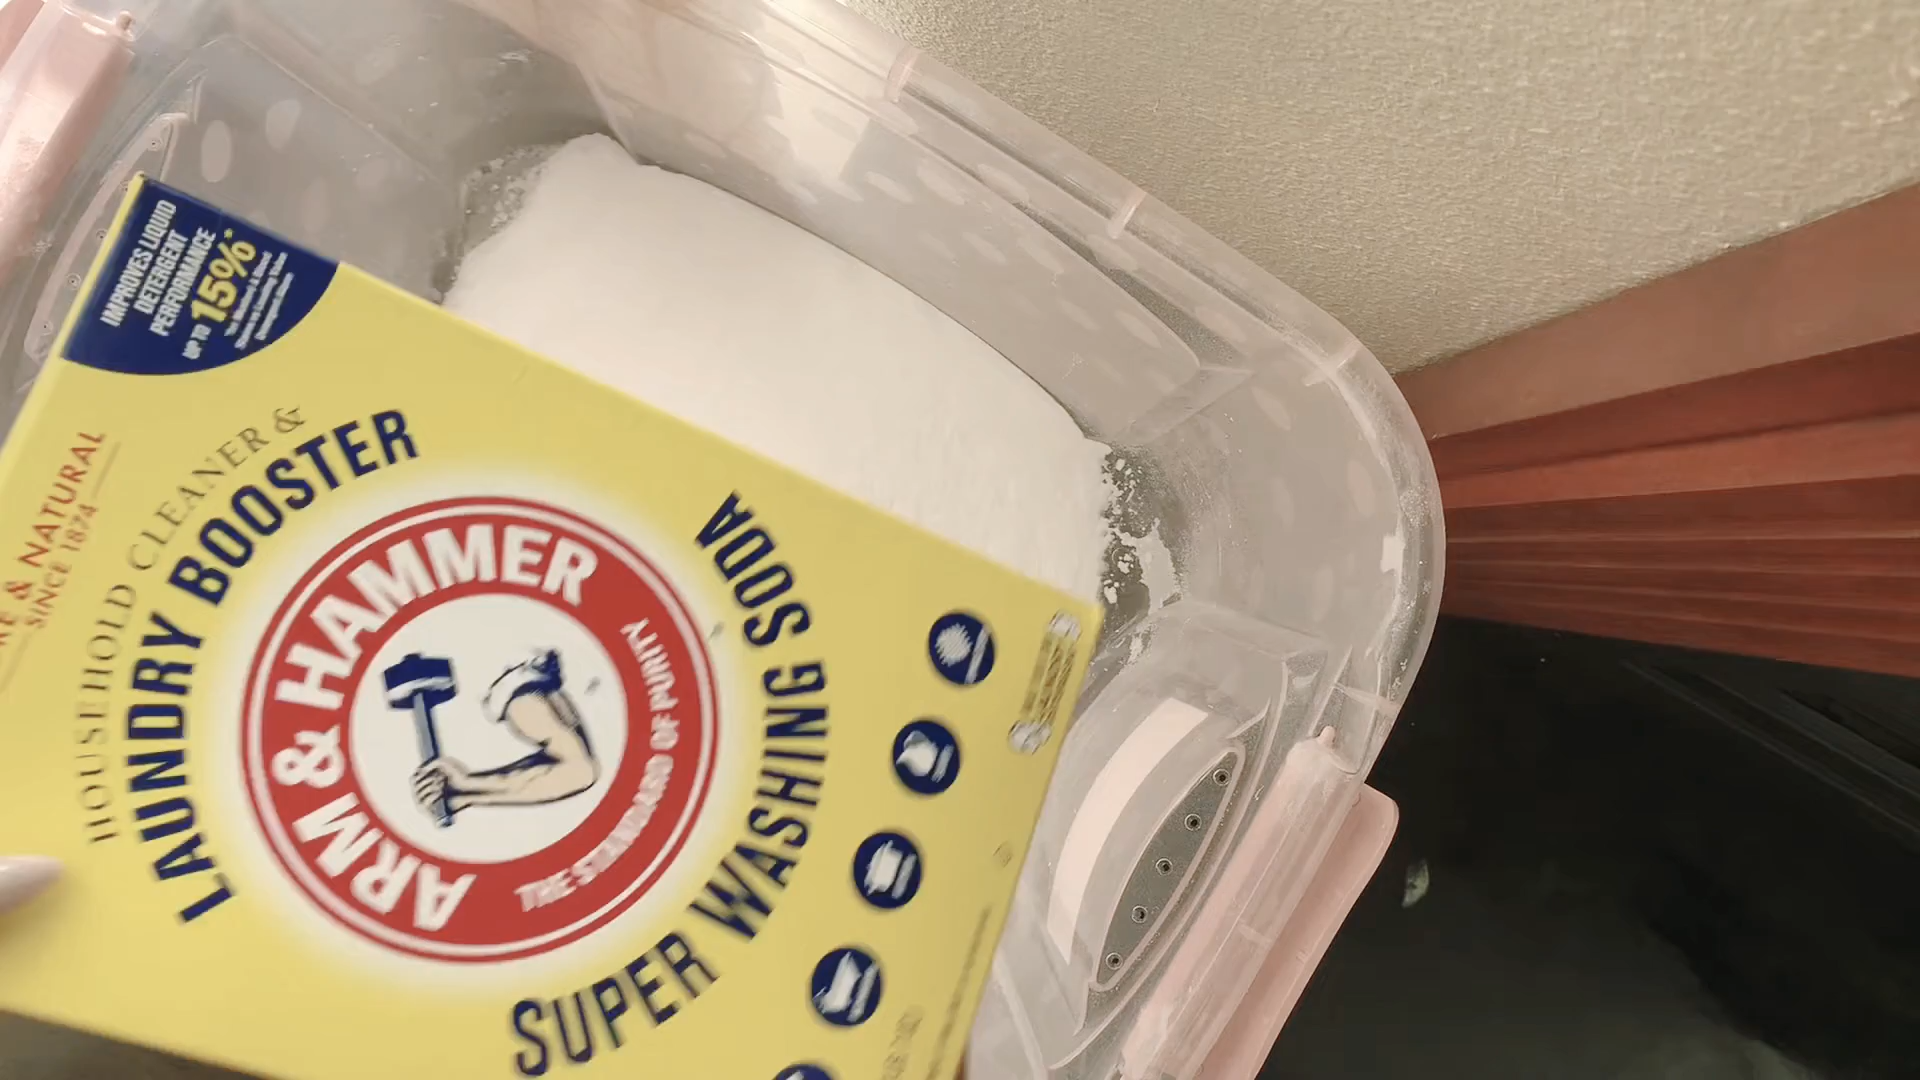 IMPROVES LIQUID
DETERGENT
PERFORMANCE
UP TO 15%*
& NATURAL
SINCE 1874
HOUSEHOLD CLEANER &
LAUNDRY BOOSTER
ARM & HAMMER
THE STANDARD OF PURITY
SUPER WASHING SODA